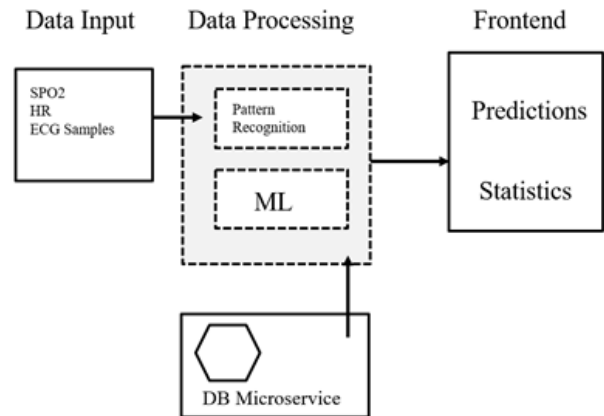 Data Input
Data Processing
Frontend
SPO2
HR
ECG Samples
Pattern
Recognition
ML
Predictions
Statistics
DB Microservice